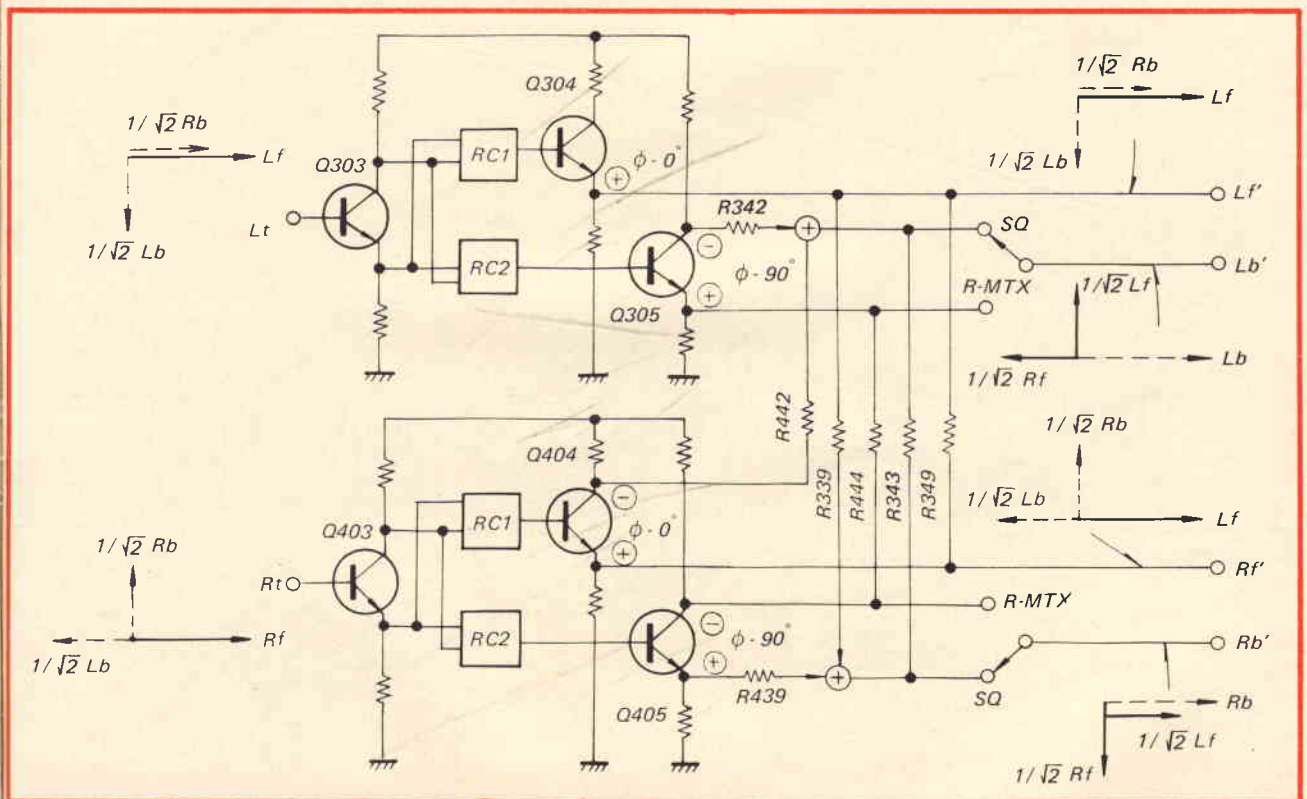 1/√2 Rb
Lf
1/√2 Lb
Lt
Q303
RC1
RC2
Q304
⊕ φ-0°
Q305
⊖
φ-90°
⊕
R342
+
SQ
R-MTX
1/√2 Rb
Lf
1/√2 Lb
Lf'
Lb'
1/√2 Lf
Lb
1/√2 Rf
R442
R339
R444
R343
R349
1/√2 Rb
1/√2 Lb
Lf
Rf'
1/√2 Rb
Rf
1/√2 Lb
Rt
Q403
RC1
RC2
Q404
⊖
φ-0°
⊕
R-MTX
⊖
φ-90°
⊕
Q405
R439
+
SQ
Rb'
Rb
1/√2 Lf
1/√2 Rf